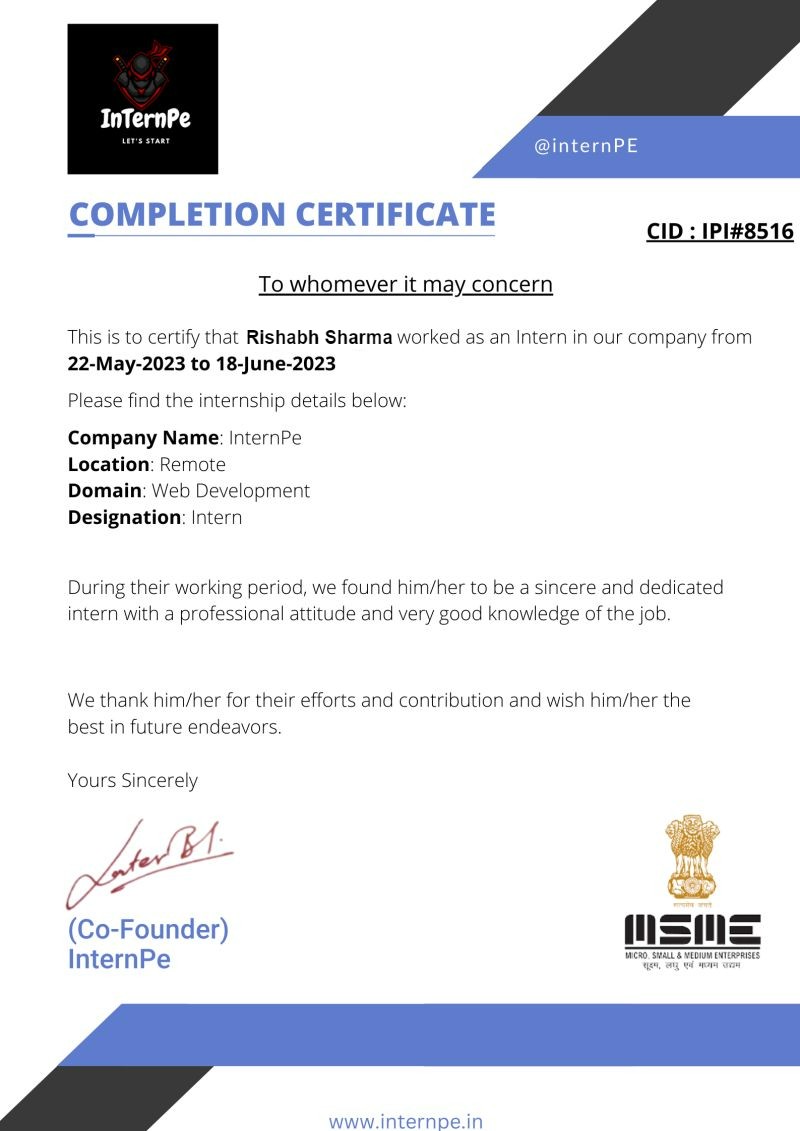 InTernPe
LET'S START
@internPE
COMPLETION CERTIFICATE
CID : IPI#8516
To whomever it may concern
This is to certify that Rishabh Sharma worked as an Intern in our company from
22-May-2023 to 18-June-2023
Please find the internship details below:
Company Name: InternPe
Location: Remote
Domain: Web Development
Designation: Intern
During their working period, we found him/her to be a sincere and dedicated
intern with a professional attitude and very good knowledge of the job.
We thank him/her for their efforts and contribution and wish him/her the
best in future endeavors.
Yours Sincerely
(Co-Founder)
InternPe
सत्यमेव जयते
MSME
MICRO, SMALL & MEDIUM ENTERPRISES
सूक्ष्म, लघु एवं मध्यम उद्यम
www.internpe.in